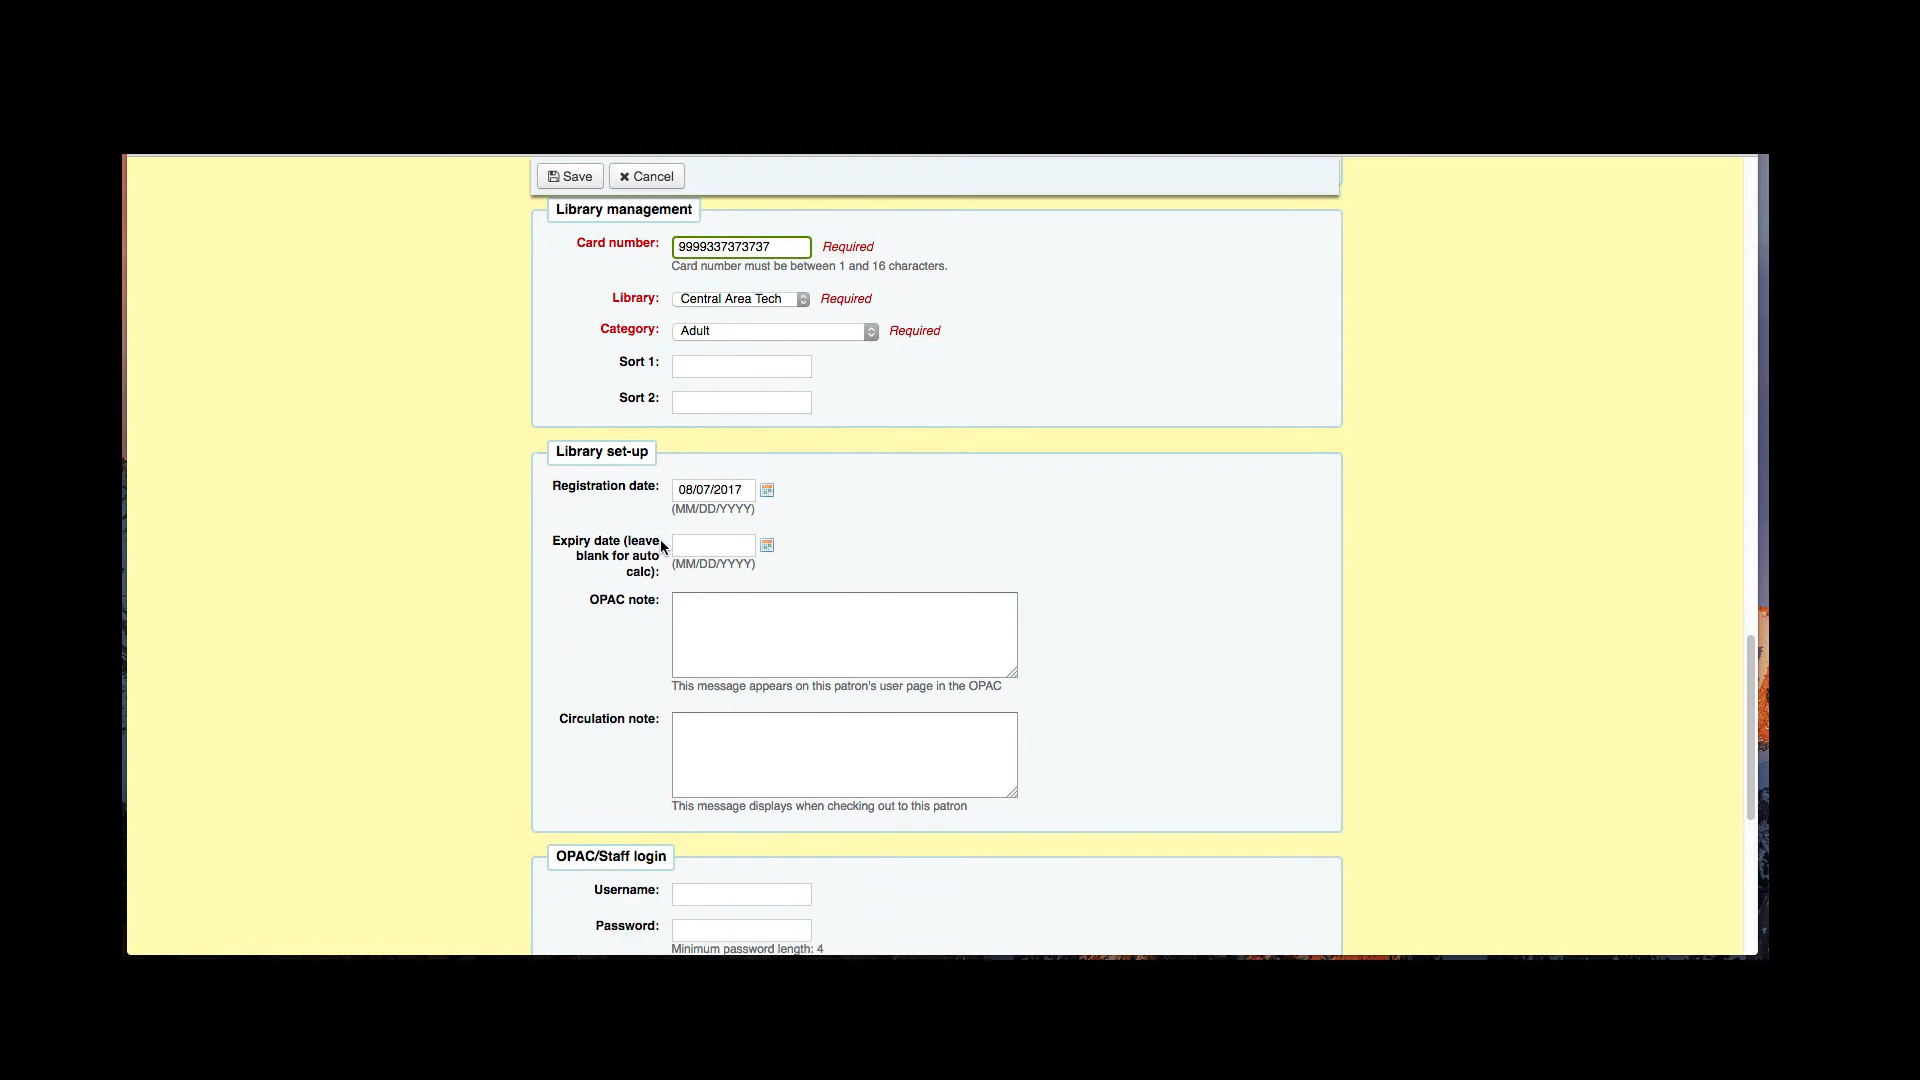 Save Cancel
Library management
Card number: 9999337373737 Required
Card number must be between 1 and 16 characters.
Library: Central Area Tech Required
Category: Adult Required
Sort 1:
Sort 2:
Library set-up
Registration date: 08/07/2017
(MM/DD/YYYY)
Expiry date (leave
blank for auto (MM/DD/YYYY)
calc):
OPAC note:
This message appears on this patron's user page in the OPAC
Circulation note:
This message displays when checking out to this patron
OPAC/Staff login
Username:
Password:
Minimum password length: 4